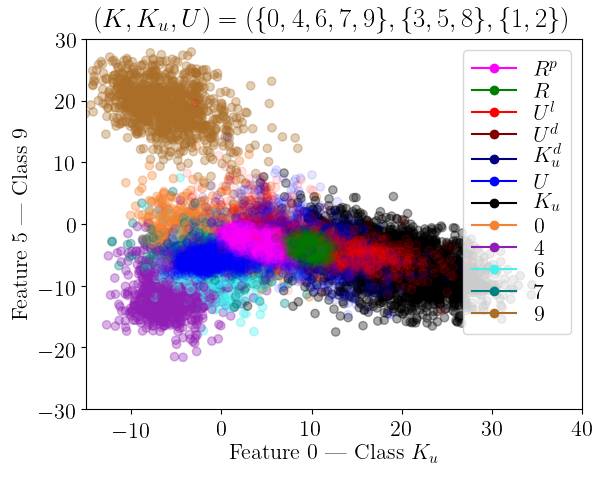 (K, K_u, U) = ({0, 4, 6, 7, 9}, {3, 5, 8}, {1, 2})
30
20
10
0
−10
−20
−30
Feature 5 — Class 9
R^p
R
U^l
U^d
K_u^d
U
K_u
0
4
6
7
9
−10
0
10
20
30
40
Feature 0 — Class K_u